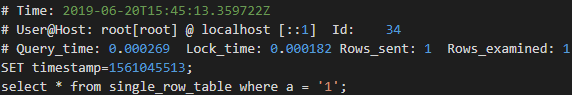 # Time: 2019-06-20T15:45:13.359722Z
# User@Host: root[root] @ localhost [::1]  Id:    34
# Query_time: 0.000269  Lock_time: 0.000182 Rows_sent: 1  Rows_examined: 1
SET timestamp=1561045513;
select * from single_row_table where a = '1';